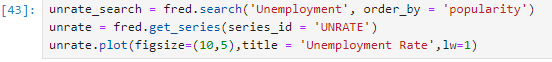 [43]: unrate_search = fred.search('Unemployment', order_by = 'popularity')
unrate = fred.get_series(series_id = 'UNRATE')
unrate.plot(figsize=(10,5),title = 'Unemployment Rate',lw=1)